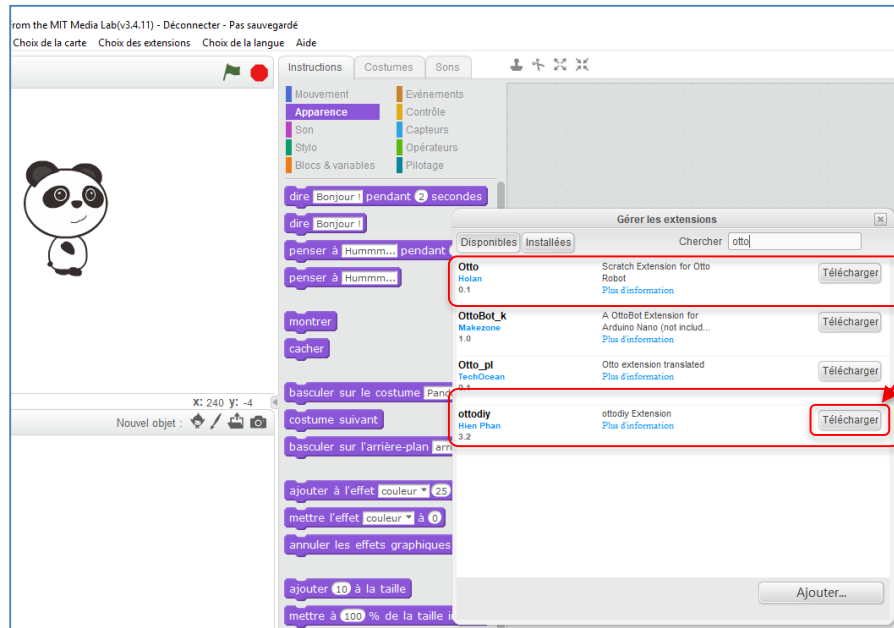 rom the MIT Media Lab(v3.4.11) - Déconnecter - Pas sauvegardé
Choix de la carte Choix des extensions Choix de la langue Aide
Instructions Costumes Sons
Mouvement Evénements
Apparence Contrôle
Son Capteurs
Stylo Opérateurs
Blocs & variables Pilotage
dire Bonjour ! pendant 2 secondes
dire Bonjour !
penser à Hummm... pendant
penser à Hummm...
montrer
cacher
basculer sur le costume Pand
costume suivant
basculer sur l'arrière-plan arri
ajouter à l'effet couleur 25
mettre l'effet couleur à 0
annuler les effets graphiques
ajouter 10 à la taille
mettre à 100 % de la taille i
X: 240 Y: -4
Nouvel objet :
Gérer les extensions
Disponibles Installées Chercher otto
Otto Scratch Extension for Otto
Holan Robot Télécharger
0.1 Plus d'information
OttoBot_k A OttoBot Extension for
Makezone Arduino Nano (not includ... Télécharger
1.0 Plus d'information
Otto_pl Otto extension translated
TechOcean Plus d'information Télécharger
0.1
ottodiy ottodiy Extension
Hien Phan Plus d'information Télécharger
3.2
Ajouter...